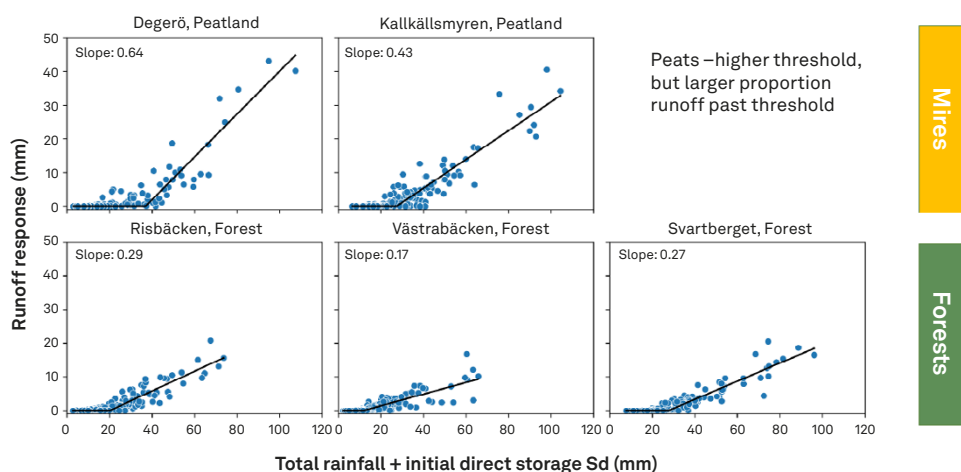 Degerö, Peatland
Kallkällsmyren, Peatland
50
40
30
20
10
0
Slope: 0.64
Slope: 0.43
Peats –higher threshold,
but larger proportion
runoff past threshold
Mires
Runoff response (mm)
Risbäcken, Forest
Västrabäcken, Forest
Svartberget, Forest
50
40
30
20
10
0
Slope: 0.29
Slope: 0.17
Slope: 0.27
Forests
0 20 40 60 80 100 120
0 20 40 60 80 100 120
0 20 40 60 80 100 120
Total rainfall + initial direct storage Sd (mm)